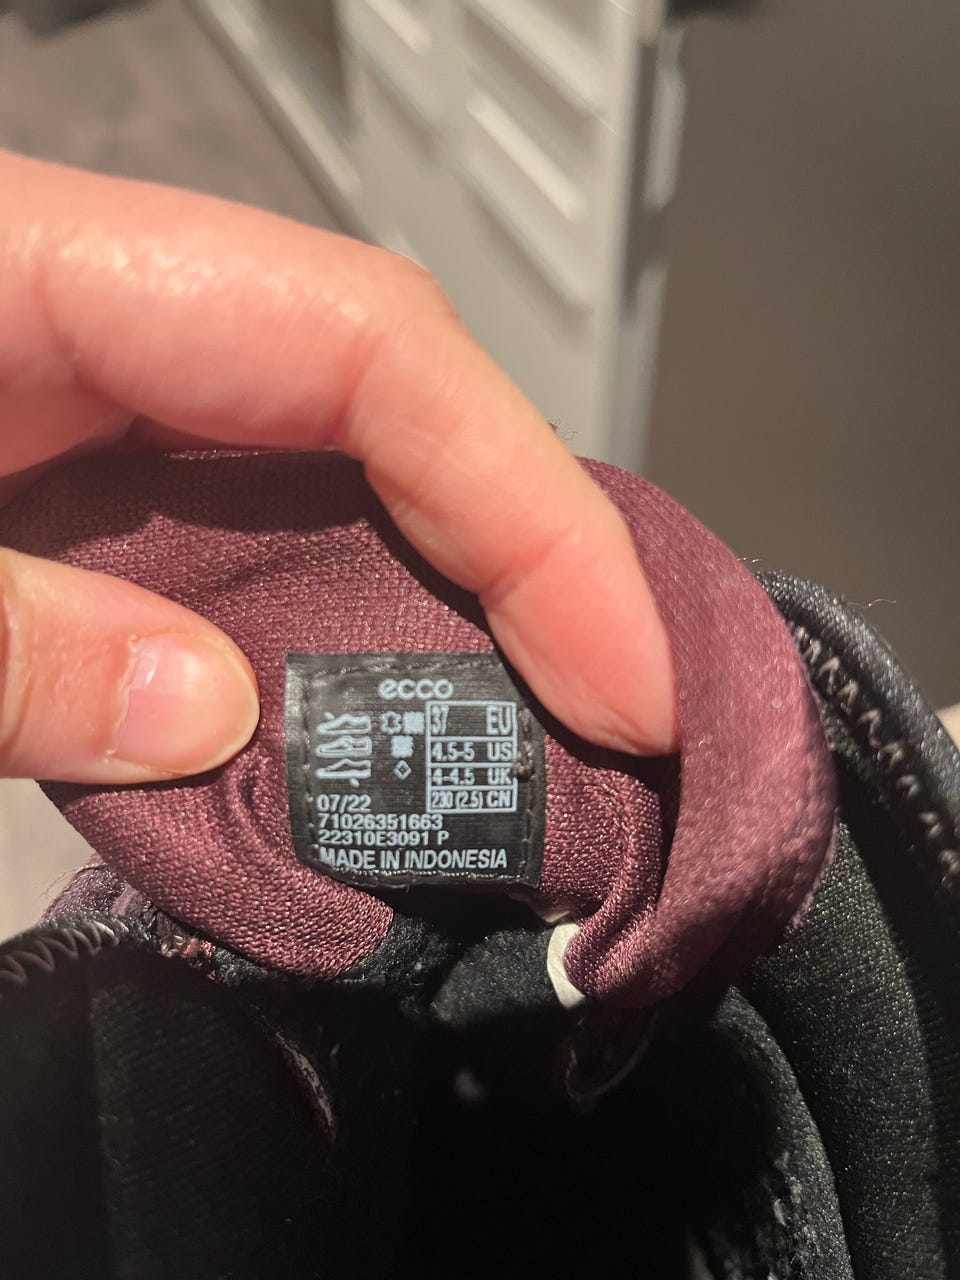 ecco
37 EU
4.5-5 US
4-4.5 UK
230 (2.5) CN
07/22
71026351663
22310E3091 P
MADE IN INDONESIA